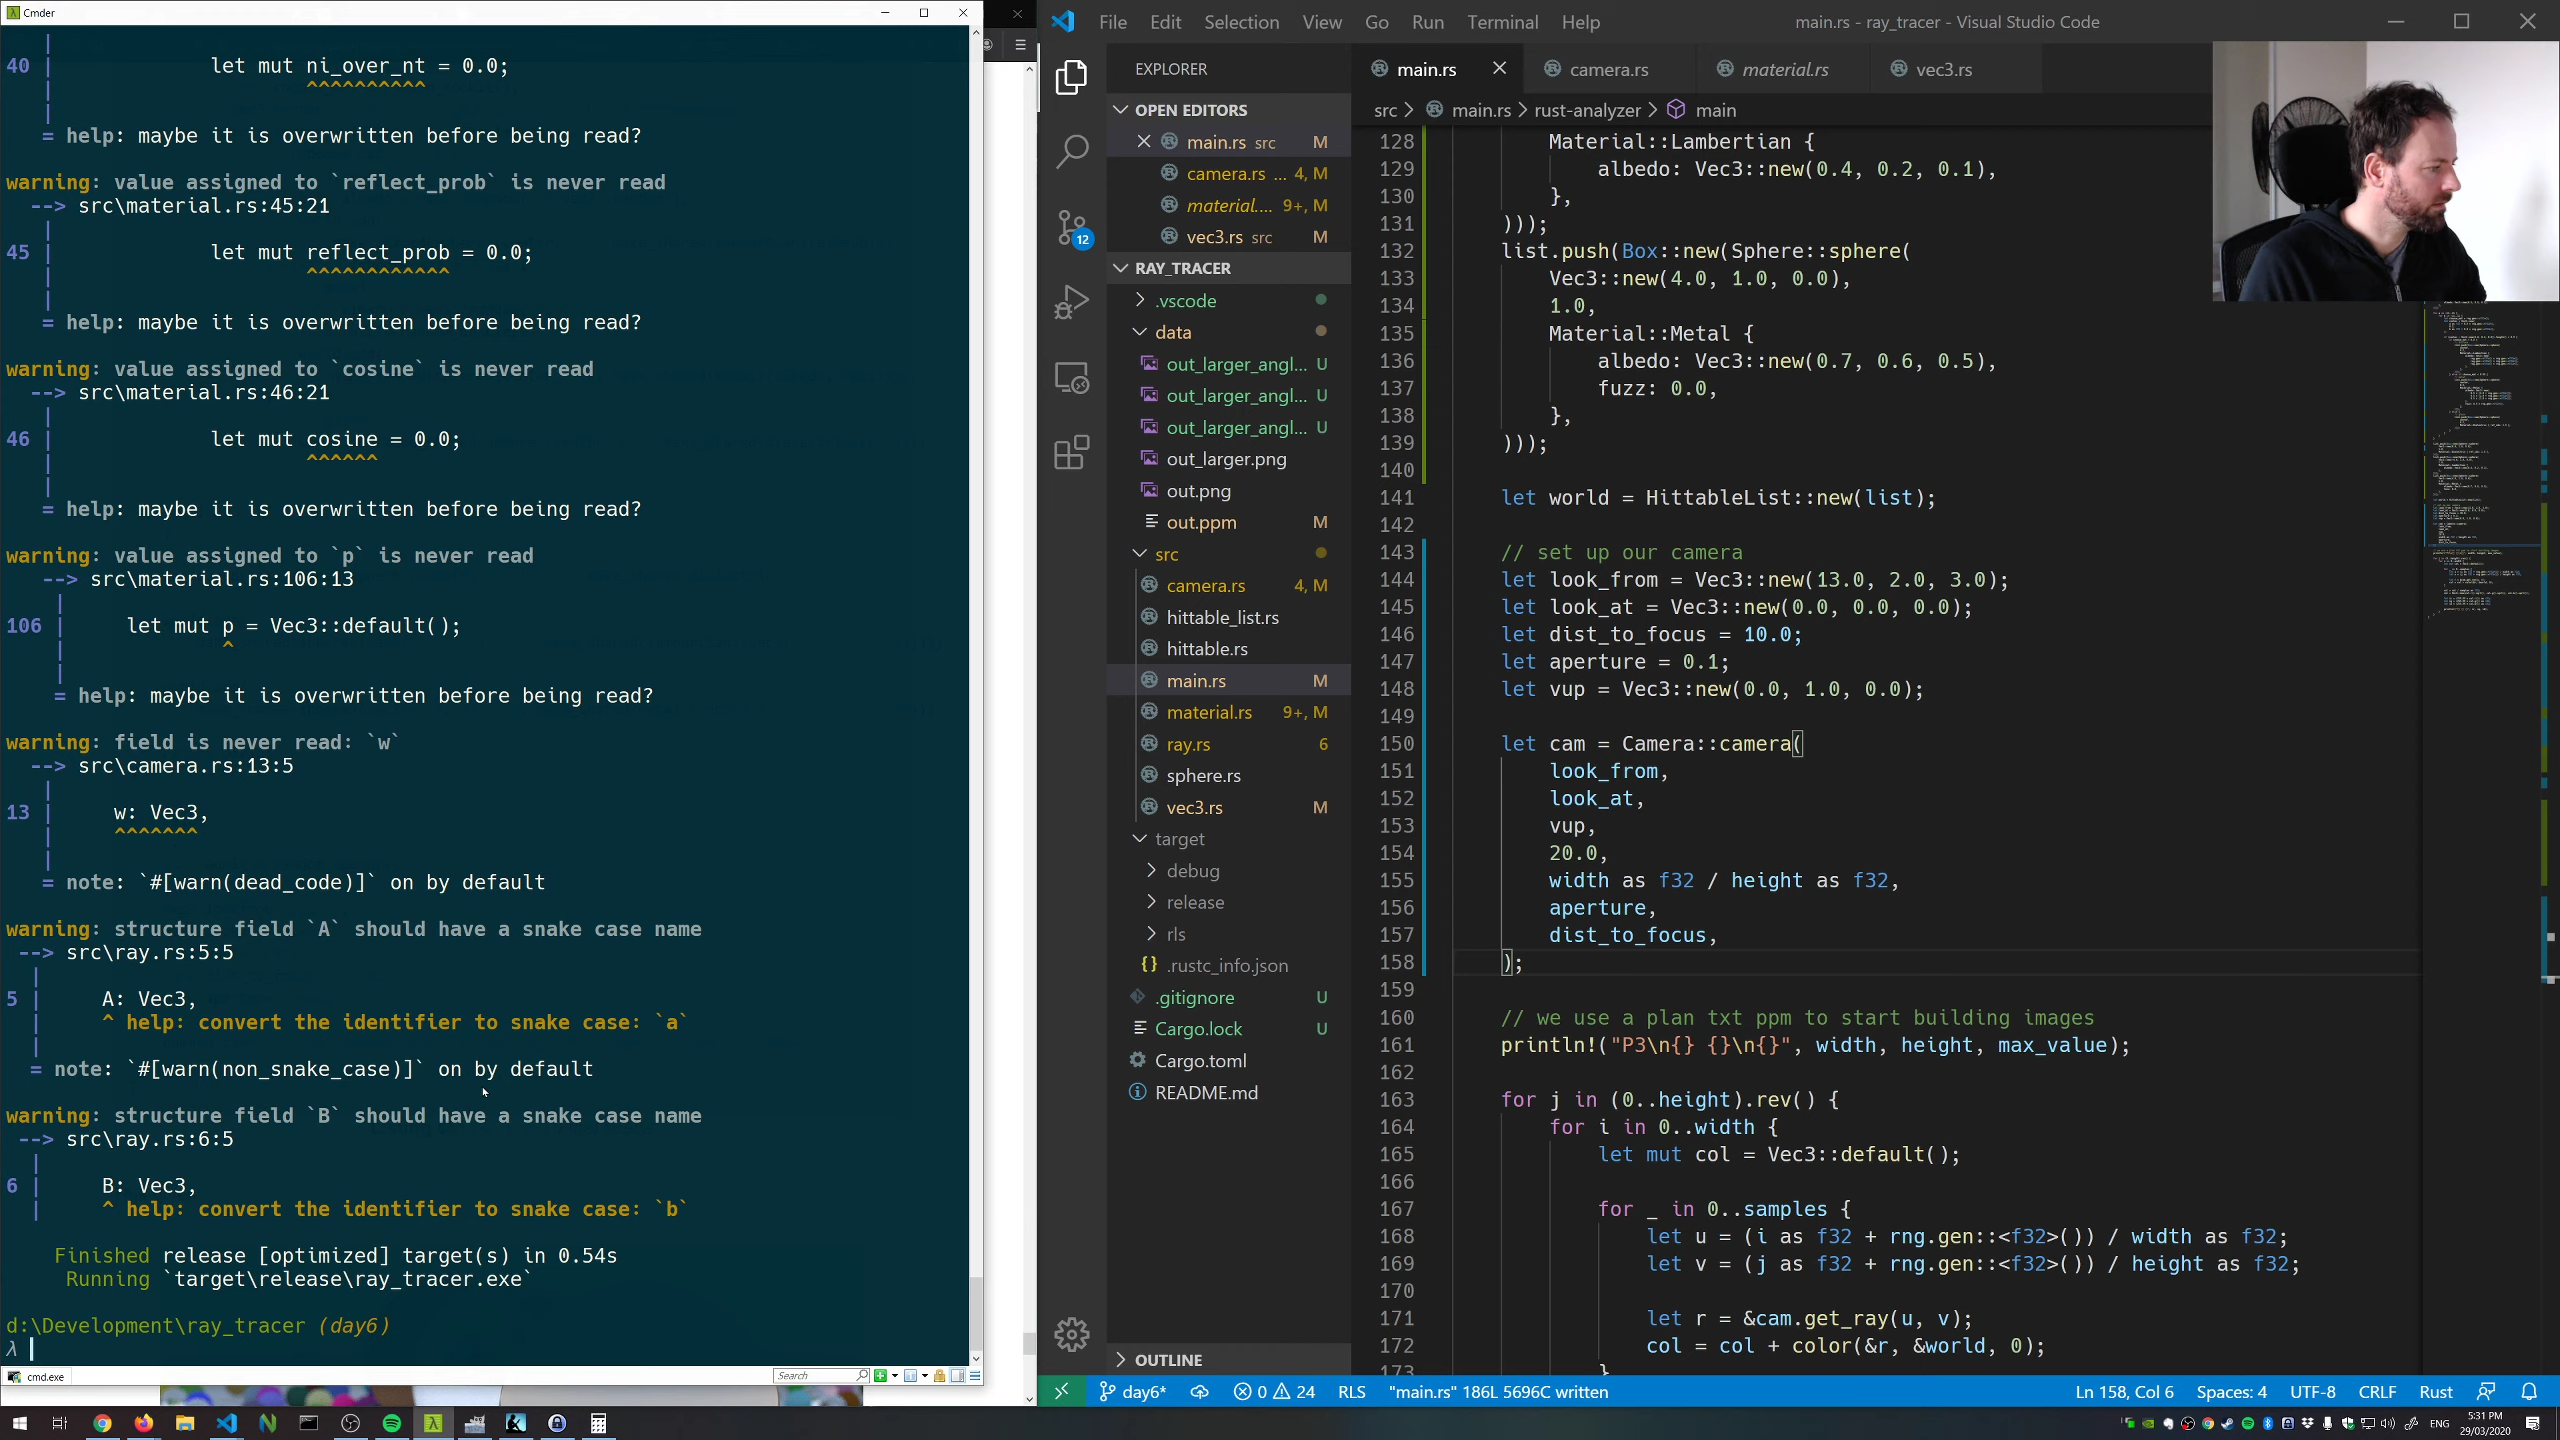 Cmder
40 | let mut ni_over_nt = 0.0;
^^^^^^^^^^
= help: maybe it is overwritten before being read?
warning: value assigned to `reflect_prob` is never read
--> src\material.rs:45:21
45 | let mut reflect_prob = 0.0;
^^^^^^^^^^^^
= help: maybe it is overwritten before being read?
warning: value assigned to `cosine` is never read
--> src\material.rs:46:21
46 | let mut cosine = 0.0;
^^^^^^
= help: maybe it is overwritten before being read?
warning: value assigned to `p` is never read
--> src\material.rs:106:13
106 | let mut p = Vec3::default();
^
= help: maybe it is overwritten before being read?
warning: field is never read: `w`
--> src\camera.rs:13:5
13 | w: Vec3,
^^^^^^^
= note: `#[warn(dead_code)]` on by default
warning: structure field `A` should have a snake case name
--> src\ray.rs:5:5
5 | A: Vec3,
^ help: convert the identifier to snake case: `a`
= note: `#[warn(non_snake_case)]` on by default
warning: structure field `B` should have a snake case name
--> src\ray.rs:6:5
6 | B: Vec3,
^ help: convert the identifier to snake case: `b`
Finished release [optimized] target(s) in 0.54s
Running `target\release\ray_tracer.exe`
d:\Development\ray_tracer (day6)
λ
cmd.exe
Search
File Edit Selection View Go Run Terminal Help
main.rs - ray_tracer - Visual Studio Code
EXPLORER
OPEN EDITORS
main.rs src M
camera.rs ... 4, M
material.... 9+, M
vec3.rs src M
RAY_TRACER
.vscode
data
out_larger_angl... U
out_larger_angl... U
out_larger_angl... U
out_larger.png
out.png
out.ppm M
src
camera.rs 4, M
hittable_list.rs
hittable.rs
main.rs M
material.rs 9+, M
ray.rs 6
sphere.rs
vec3.rs M
target
debug
release
rls
.rustc_info.json
.gitignore U
Cargo.lock U
Cargo.toml
README.md
OUTLINE
12
main.rs camera.rs material.rs vec3.rs
src > main.rs > rust-analyzer > main
128 Material::Lambertian {
129 albedo: Vec3::new(0.4, 0.2, 0.1),
130 },
131 )));
132 list.push(Box::new(Sphere::sphere(
133 Vec3::new(4.0, 1.0, 0.0),
134 1.0,
135 Material::Metal {
136 albedo: Vec3::new(0.7, 0.6, 0.5),
137 fuzz: 0.0,
138 },
139 )));
140
141 let world = HittableList::new(list);
142
143 // set up our camera
144 let look_from = Vec3::new(13.0, 2.0, 3.0);
145 let look_at = Vec3::new(0.0, 0.0, 0.0);
146 let dist_to_focus = 10.0;
147 let aperture = 0.1;
148 let vup = Vec3::new(0.0, 1.0, 0.0);
149
150 let cam = Camera::camera(
151 look_from,
152 look_at,
153 vup,
154 20.0,
155 width as f32 / height as f32,
156 aperture,
157 dist_to_focus,
158 );
159
160 // we use a plan txt ppm to start building images
161 println!("P3\n{} {}\n{}", width, height, max_value);
162
163 for j in (0..height).rev() {
164 for i in 0..width {
165 let mut col = Vec3::default();
166
167 for _ in 0..samples {
168 let u = (i as f32 + rng.gen::<f32>()) / width as f32;
169 let v = (j as f32 + rng.gen::<f32>()) / height as f32;
170
171 let r = &cam.get_ray(u, v);
172 col = col + color(&r, &world, 0);
173 }
day6* 0 24 RLS "main.rs" 186L 5696C written
Ln 158, Col 6 Spaces: 4 UTF-8 CRLF Rust
ENG
5:31 PM
29/03/2020